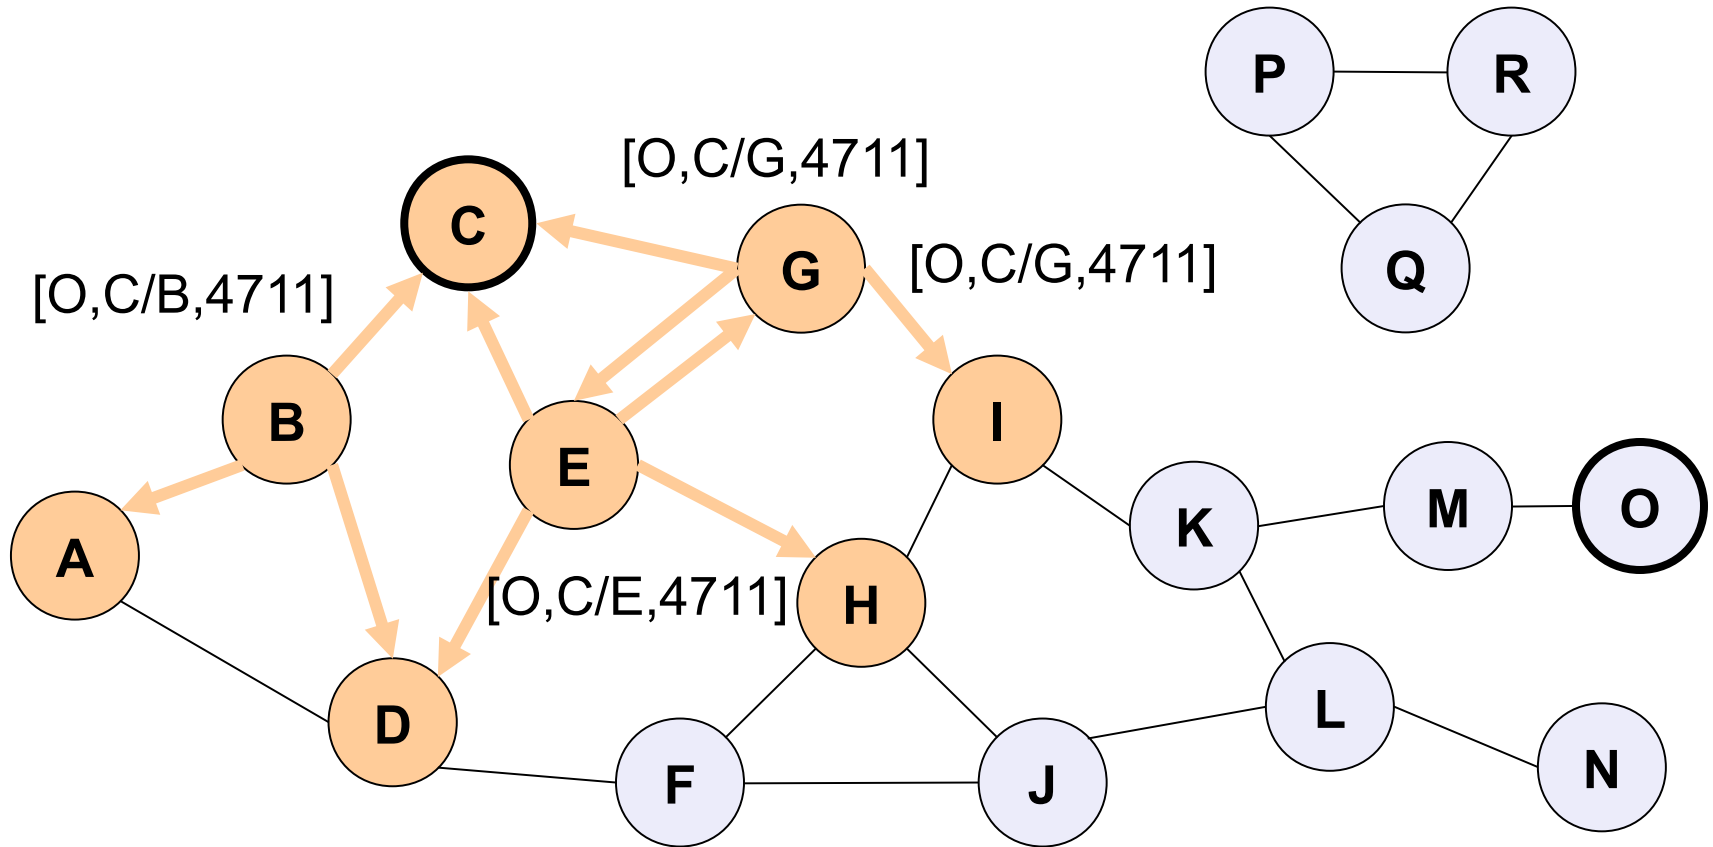 P
R
[O,C/G,4711]
C
G
[O,C/G,4711]
Q
[O,C/B,4711]
B
I
E
M
O
K
A
[O,C/E,4711]
H
L
D
F
J
N